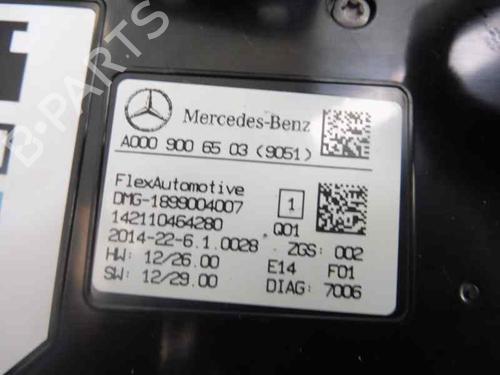 B-PARTS
Mercedes-Benz
A000 900 65 03 (9051)
FlexAutomotive
DMG-1899004007 1
142110464280 Q01
2014-22-6.1.0028 ZGS: 002
HW: 12/26.00 E14 F01
SW: 12/29.00 DIAG: 7006